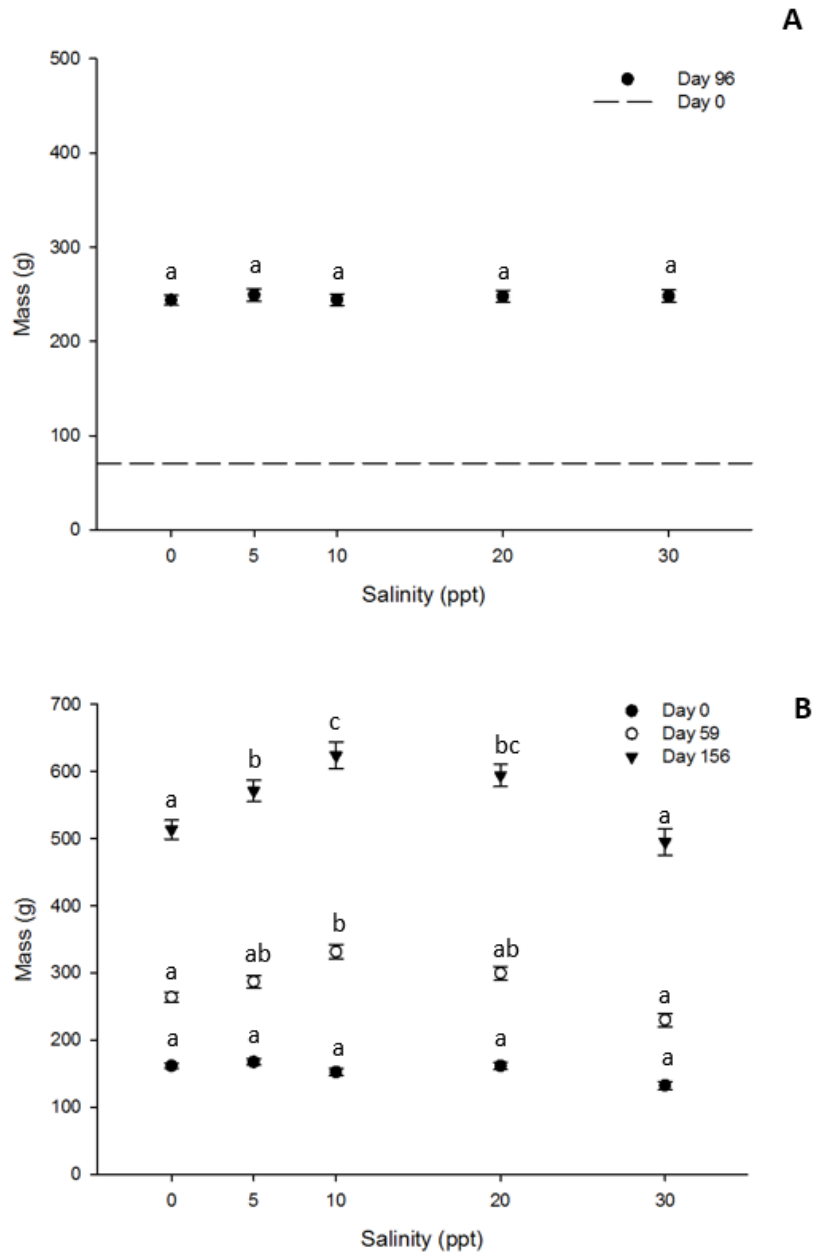 A
500
Day 96
Day 0
400
300
a a a a a
200
100
0
Mass (g)
0 5 10 20 30
Salinity (ppt)
B
700
Day 0
Day 59
Day 156
600
a b c bc a
500
400
300
a ab b ab a
200
a a a a a
100
0
Mass (g)
0 5 10 20 30
Salinity (ppt)